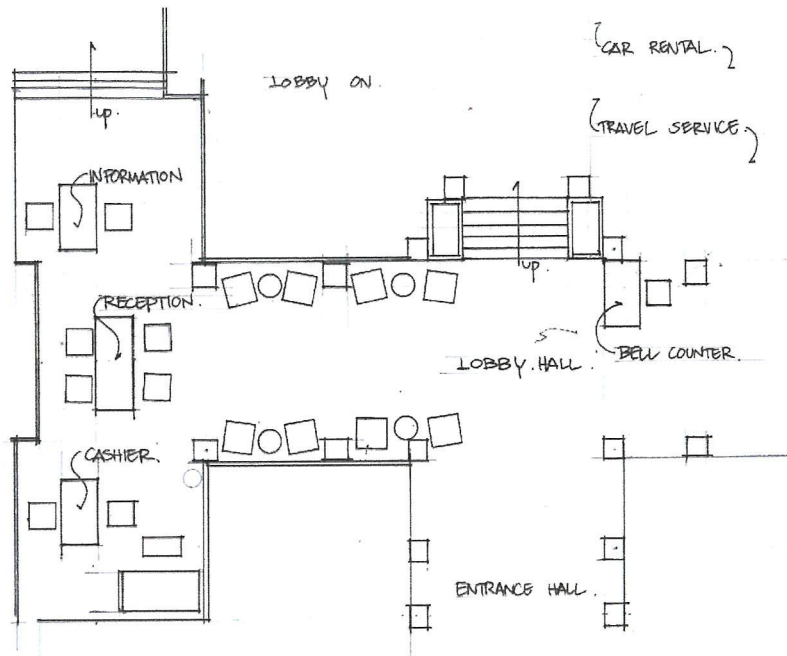 CAR RENTAL.
LOBBY ON.
up.
TRAVEL SERVICE.
INFORMATION
up.
RECEPTION.
LOBBY. HALL.
BELL COUNTER.
CASHIER.
ENTRANCE HALL.